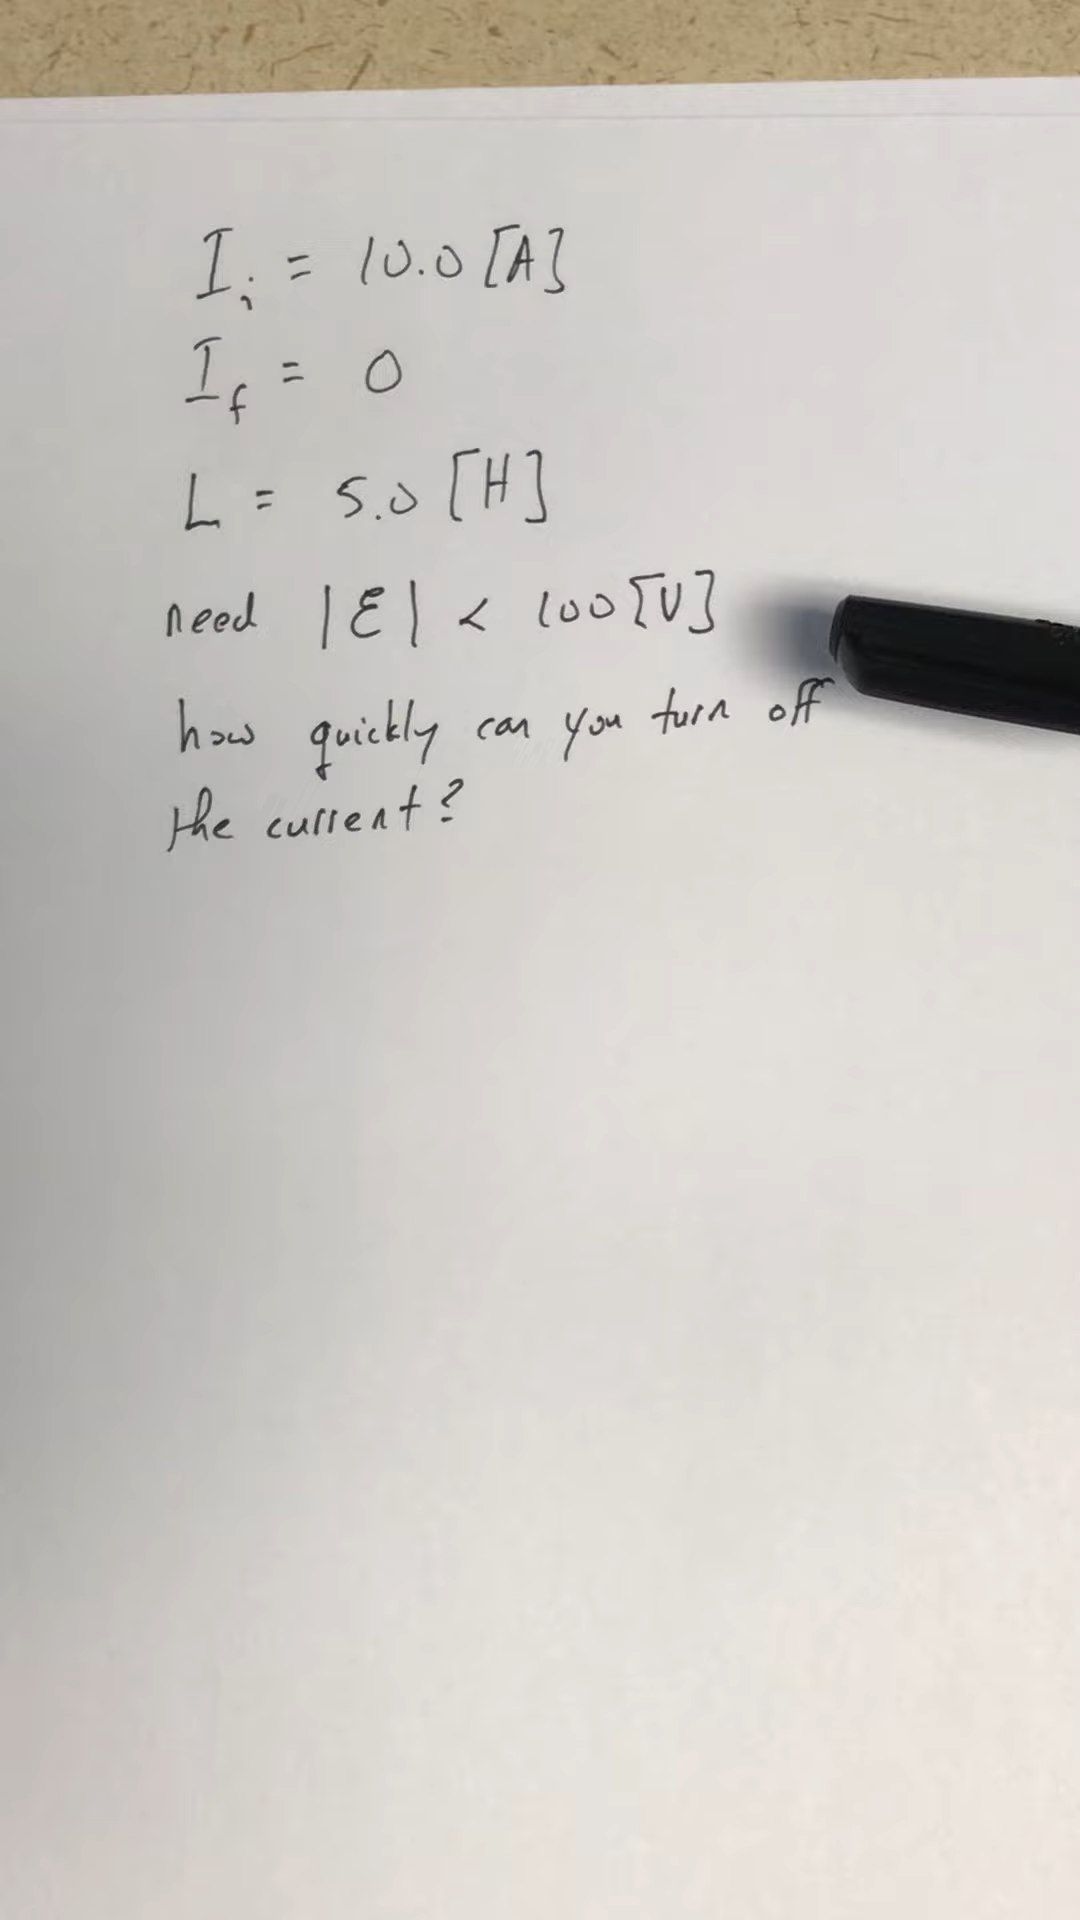 I_i = 10.0 [A]
I_f = 0
L = 5.0 [H]
need |ℰ| < 100 [V]
how quickly can you turn off
the current?